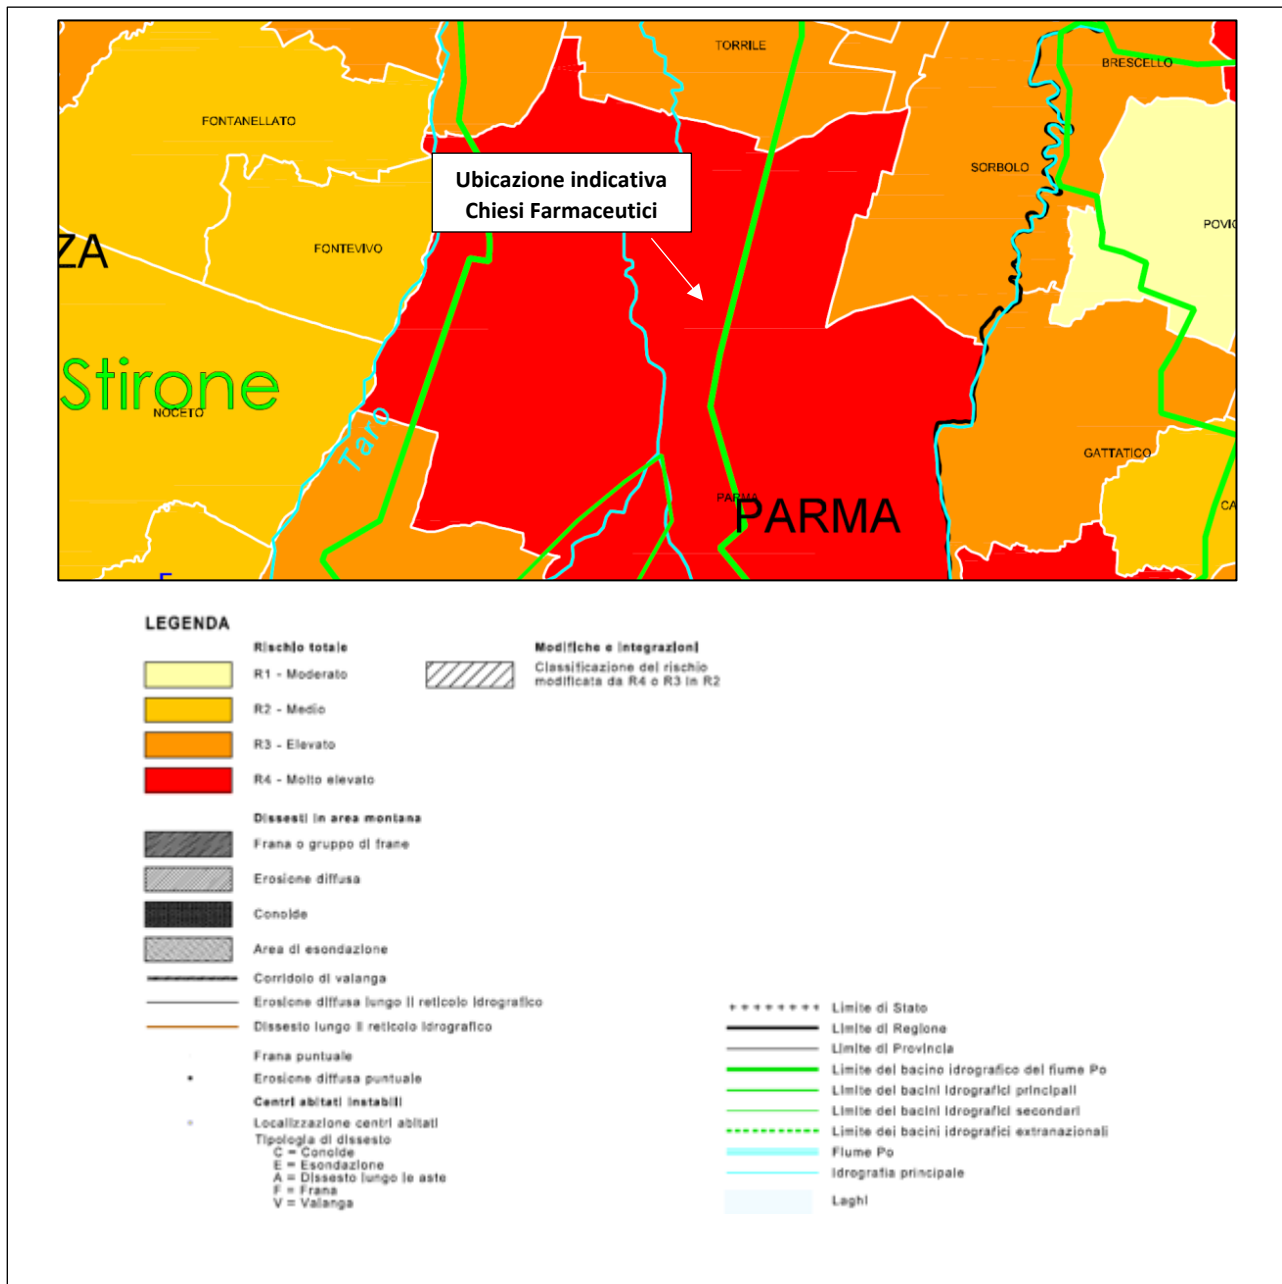 TORRILE
BRESCELLO
FONTANELLATO
Ubicazione indicativa
Chiesi Farmaceutici
SORBOLO
POVIG
FONTEVIVO
ZA
Stirone
NOCETO
Taro
GATTATICO
PARMA
PARMA
CA
LEGENDA
Rischio totale
R1 - Moderato
R2 - Medio
R3 - Elevato
R4 - Molto elevato
Modifiche e integrazioni
Classificazione del rischio
modificata da R4 o R3 in R2
Dissesti in area montana
Frana o gruppo di frane
Erosione diffusa
Conoide
Area di esondazione
Corridoio di valanga
Erosione diffusa lungo il reticolo idrografico
Dissesto lungo il reticolo idrografico
Frana puntuale
Erosione diffusa puntuale
Centri abitati instabili
Localizzazione centri abitati
Tipologia di dissesto
C = Conoide
E = Esondazione
A = Dissesto lungo le aste
F = Frana
V = Valanga
Limite di Stato
Limite di Regione
Limite di Provincia
Limite del bacino idrografico del fiume Po
Limite dei bacini idrografici principali
Limite dei bacini idrografici secondari
Limite dei bacini idrografici extranazionali
Fiume Po
Idrografia principale
Laghi